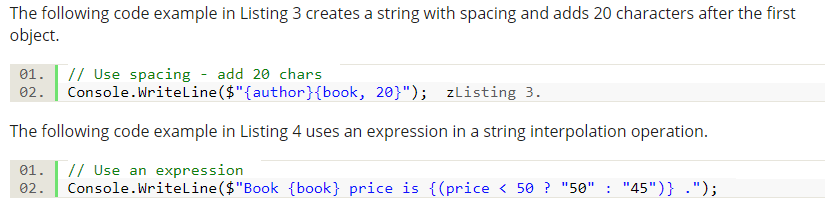 The following code example in Listing 3 creates a string with spacing and adds 20 characters after the first
object.
01. // Use spacing - add 20 chars
02. Console.WriteLine($"{author}{book, 20}"); zListing 3.
The following code example in Listing 4 uses an expression in a string interpolation operation.
01. // Use an expression
02. Console.WriteLine($"Book {book} price is {(price < 50 ? "50" : "45")} .");